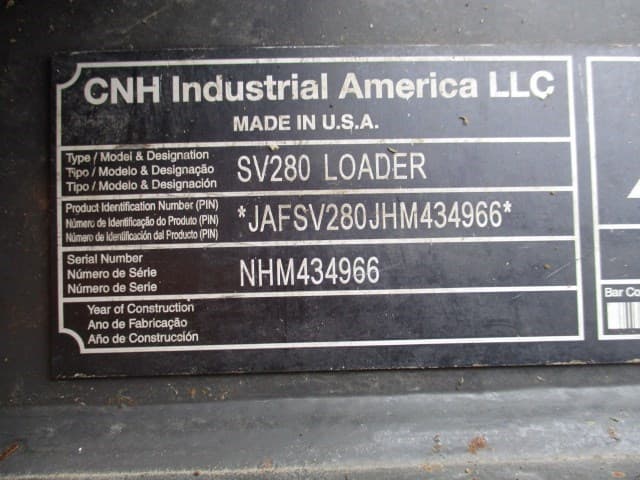 CNH Industrial America LLC
MADE IN U.S.A.
Type / Model & Designation
Tipo / Modelo & Designação
Tipo / Modelo & Designación
SV280 LOADER
Product Identification Number (PIN)
Número de Identificação do Produto (PIN)
Número de Identificación del Producto (PIN)
*JAFSV280JHM434966*
Serial Number
Número de Série
Número de Serie
NHM434966
Year of Construction
Ano de Fabricação
Año de Construcción
Bar Co